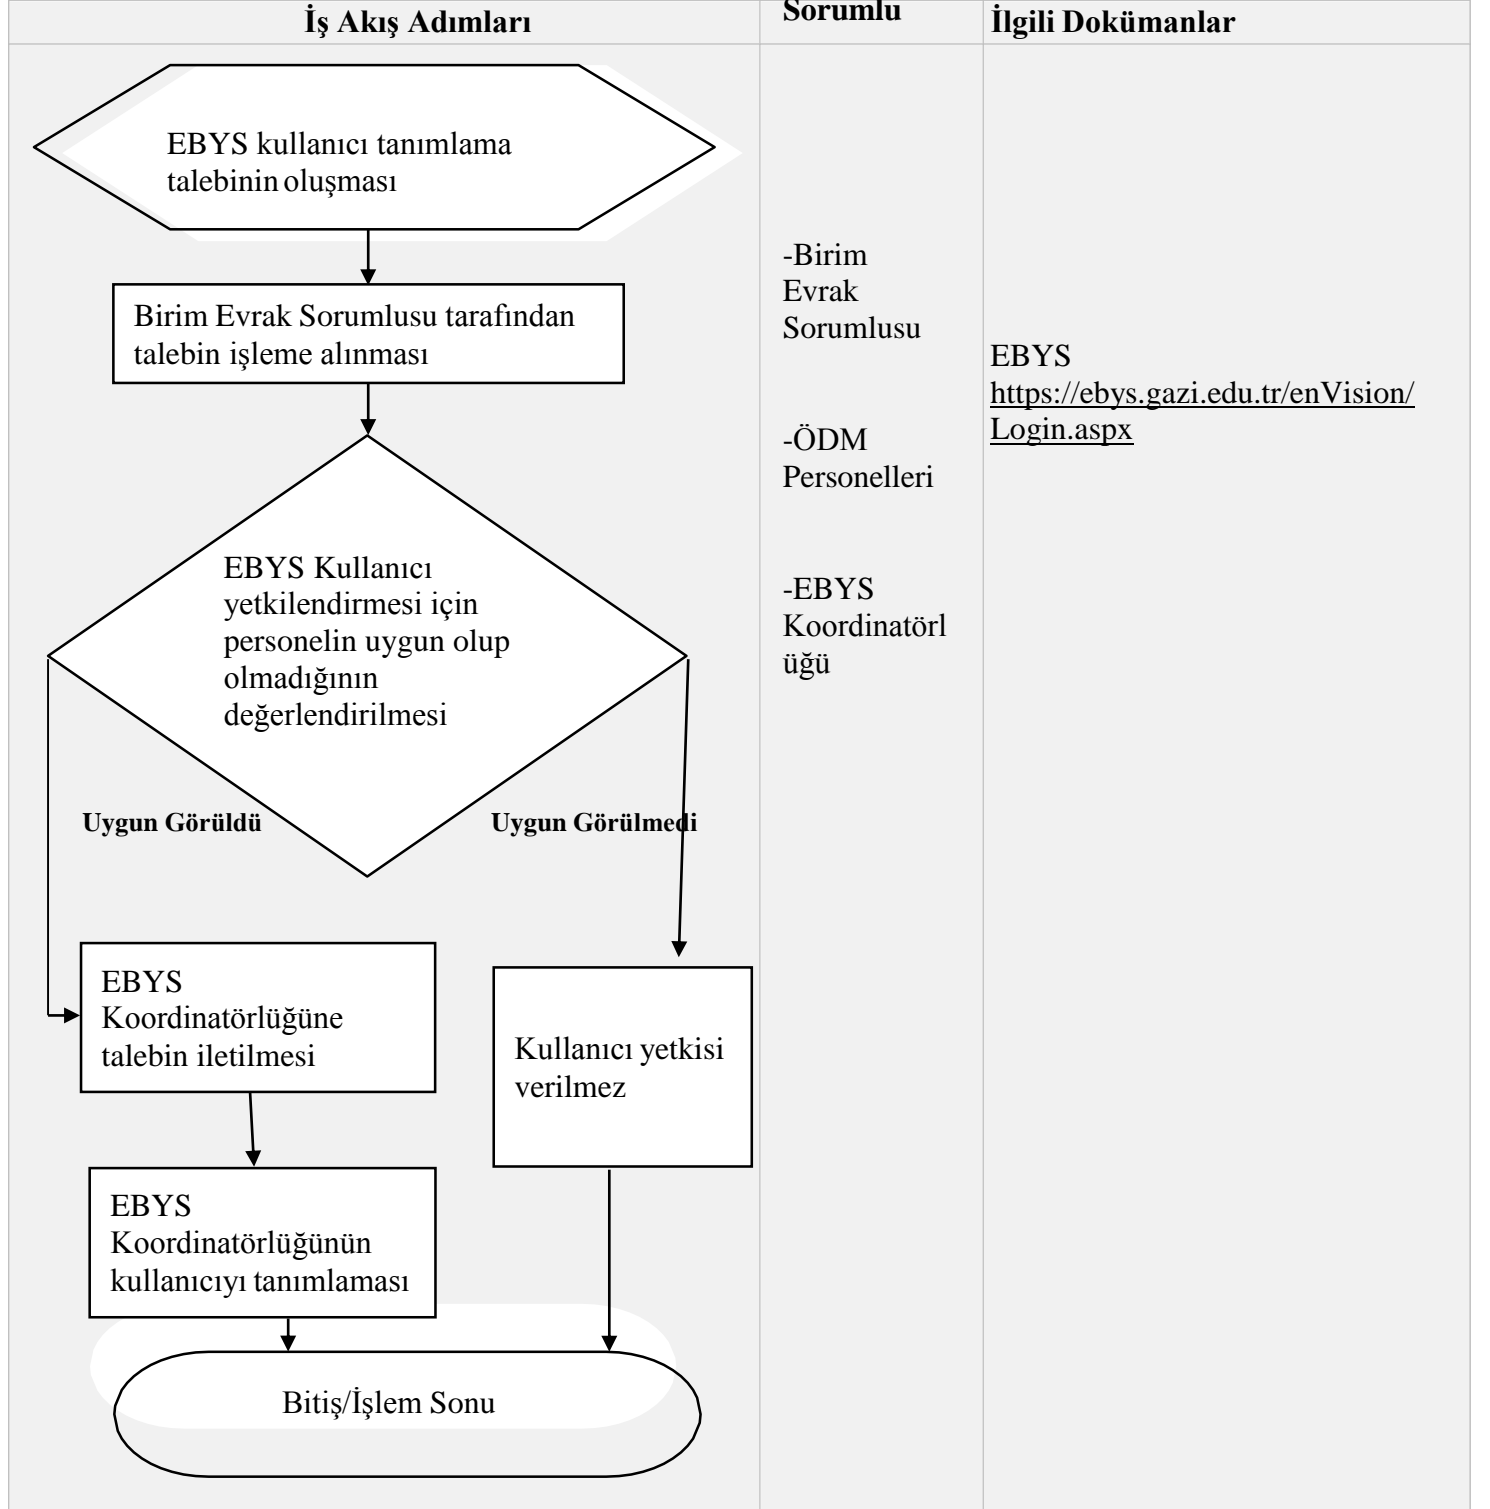 İş Akış Adımları
Sorumlu
İlgili Dokümanlar
EBYS kullanıcı tanımlama
talebinin oluşması
Birim Evrak Sorumlusu tarafından
talebin işleme alınması
EBYS Kullanıcı
yetkilendirmesi için
personelin uygun olup
olmadığının
değerlendirilmesi
Uygun Görüldü
Uygun Görülmedi
EBYS
Koordinatörlüğüne
talebin iletilmesi
Kullanıcı yetkisi
verilmez
EBYS
Koordinatörlüğünün
kullanıcıyı tanımlaması
Bitiş/İşlem Sonu
-Birim
Evrak
Sorumlusu
-ÖDM
Personelleri
-EBYS
Koordinatörl
üğü
EBYS
https://ebys.gazi.edu.tr/enVision/
Login.aspx